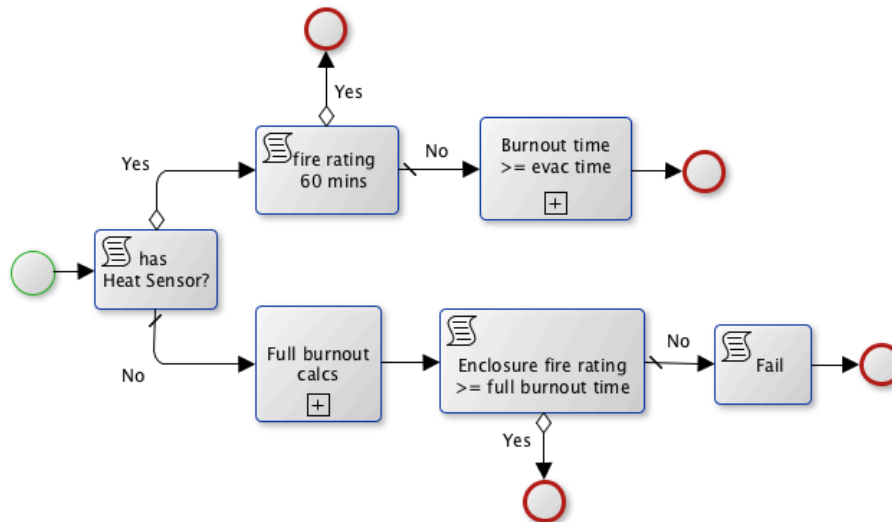 Yes
fire rating
60 mins
No
Burnout time
>= evac time
Yes
has
Heat Sensor?
No
Full burnout
calcs
Enclosure fire rating
>= full burnout time
No
Fail
Yes